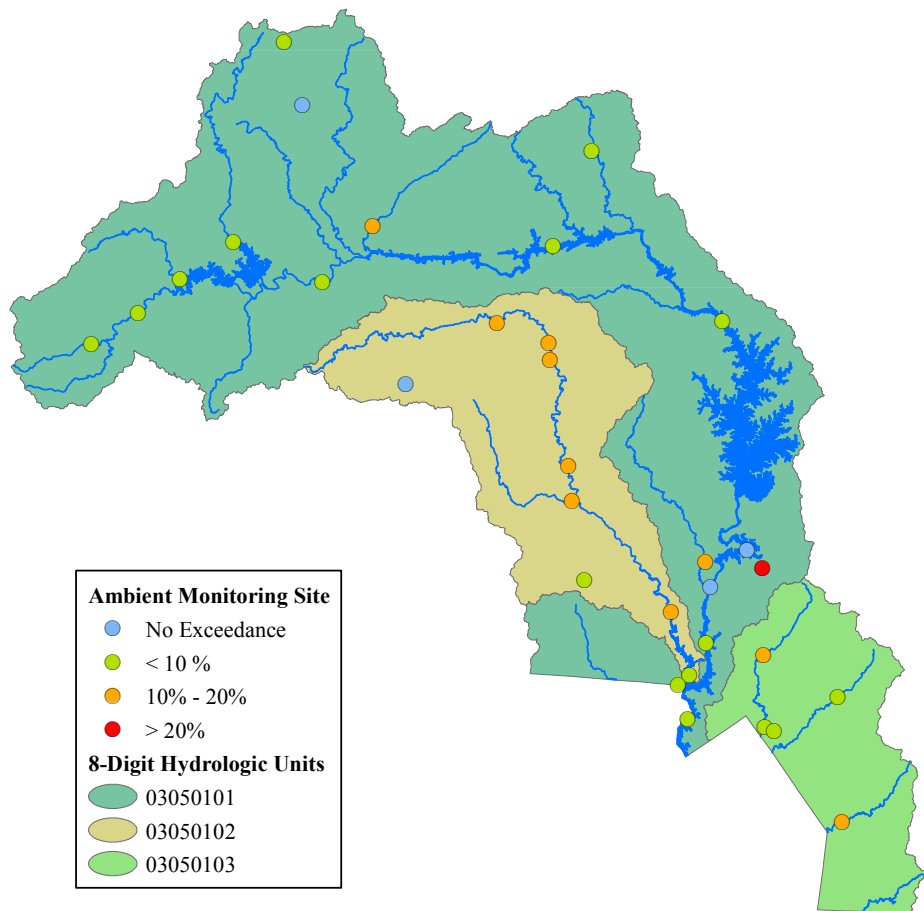 Ambient Monitoring Site
No Exceedance
< 10 %
10% - 20%
> 20%
8-Digit Hydrologic Units
03050101
03050102
03050103